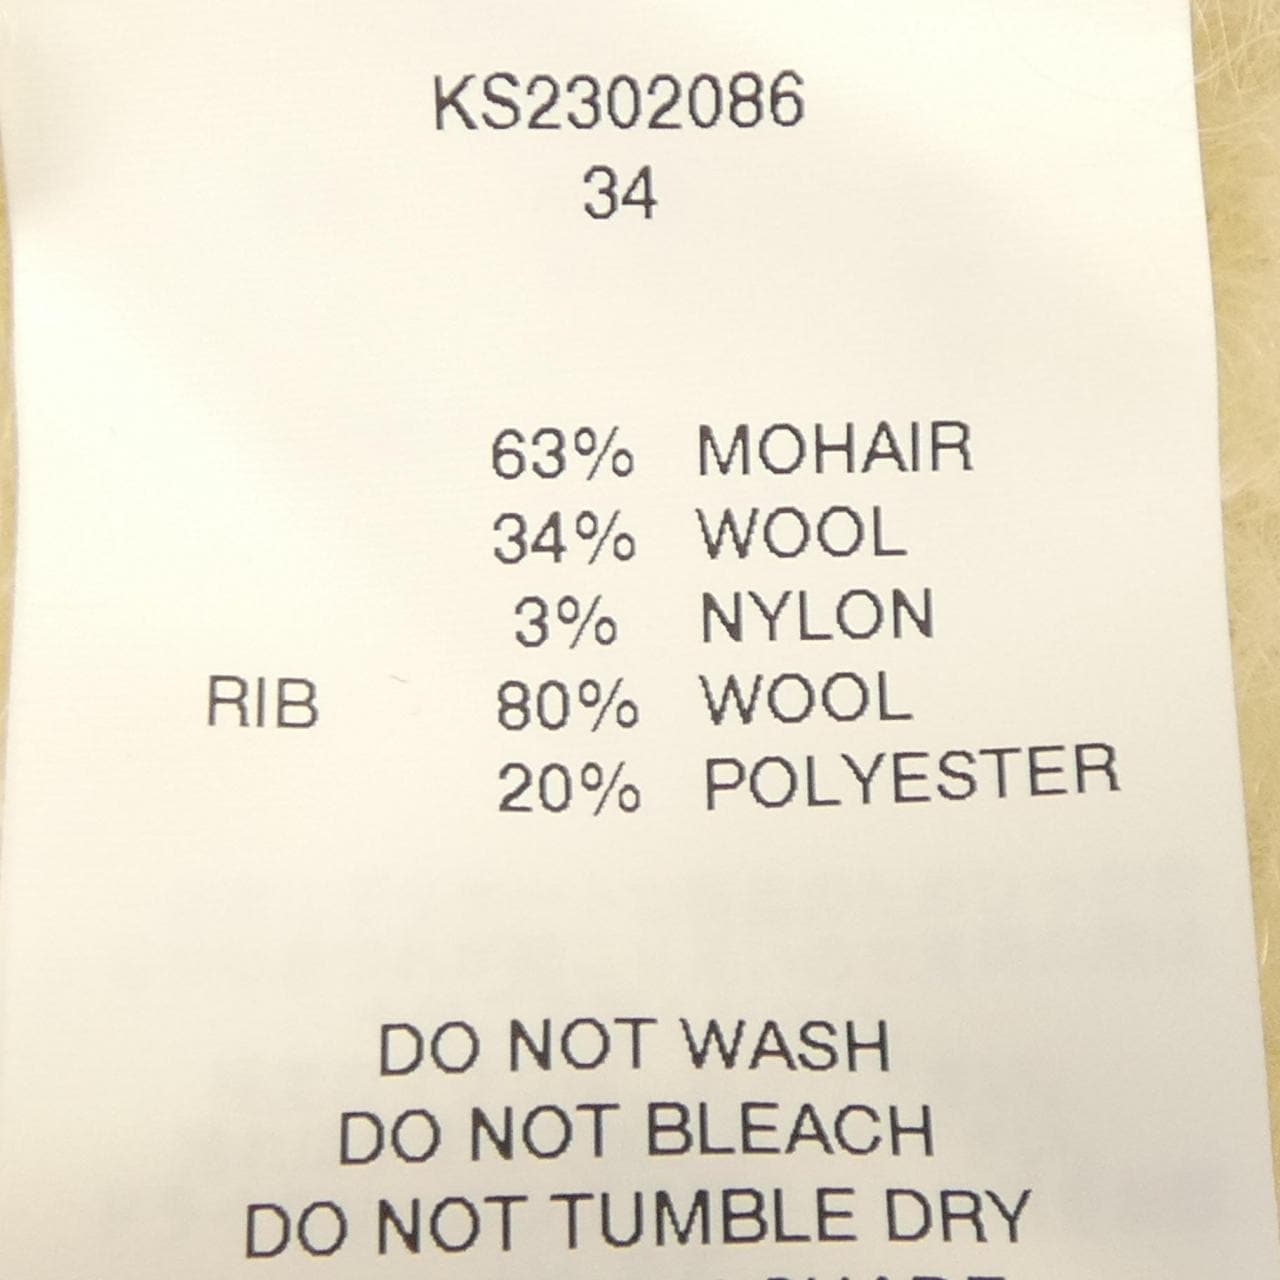 KS2302086
34
63% MOHAIR
34% WOOL
3% NYLON
RIB 80% WOOL
20% POLYESTER
DO NOT WASH
DO NOT BLEACH
DO NOT TUMBLE DRY